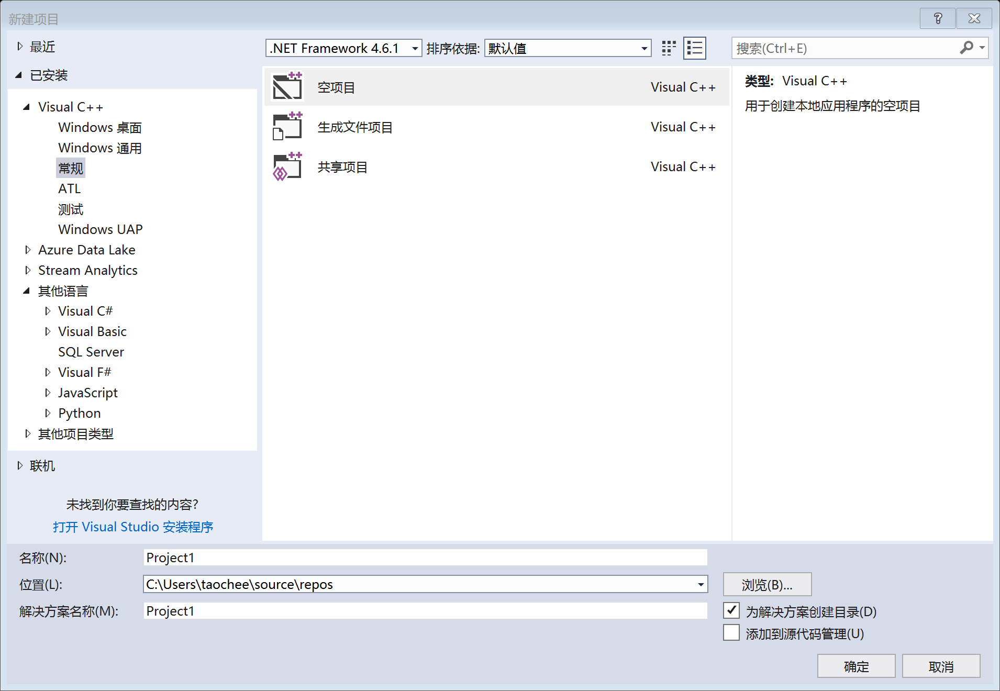 新建项目
最近
已安装
Visual C++
Windows 桌面
Windows 通用
常规
ATL
测试
Windows UAP
Azure Data Lake
Stream Analytics
其他语言
Visual C#
Visual Basic
SQL Server
Visual F#
JavaScript
Python
其他项目类型
联机
未找到你要查找的内容?
打开 Visual Studio 安装程序
.NET Framework 4.6.1 排序依据: 默认值
搜索(Ctrl+E)
空项目 Visual C++
生成文件项目 Visual C++
共享项目 Visual C++
类型: Visual C++
用于创建本地应用程序的空项目
名称(N): Project1
位置(L): C:\Users\taochee\source\repos 浏览(B)...
解决方案名称(M): Project1
为解决方案创建目录(D)
添加到源代码管理(U)
确定 取消